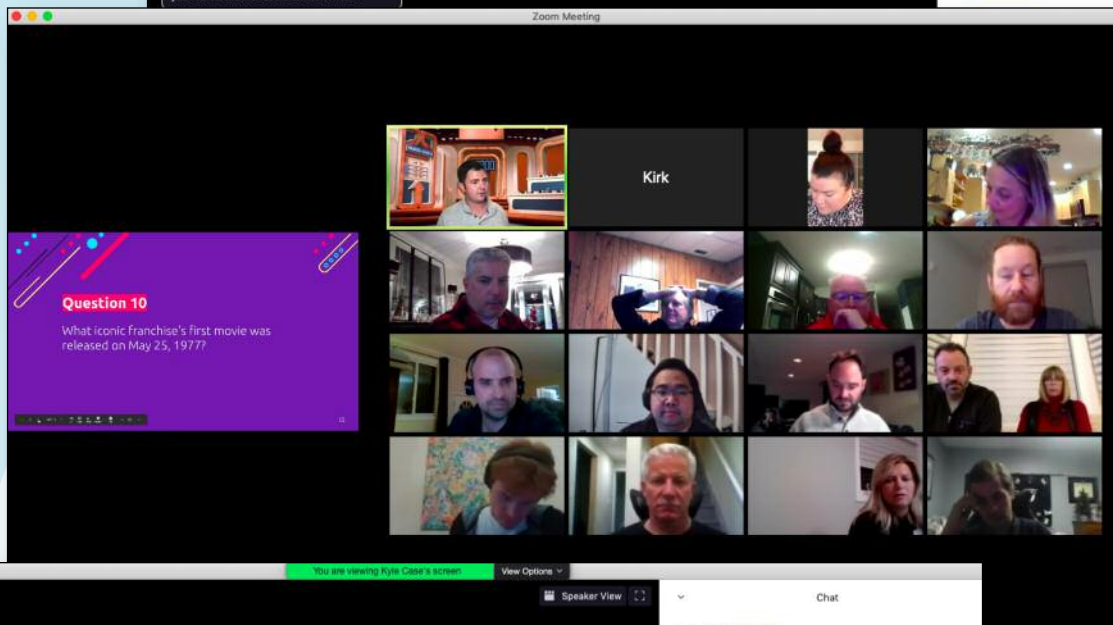 Zoom Meeting
Kirk
Question 10
What iconic franchise's first movie was
released on May 25, 1977?
You are viewing Kyle Case's screen
View Options
Speaker View
Chat